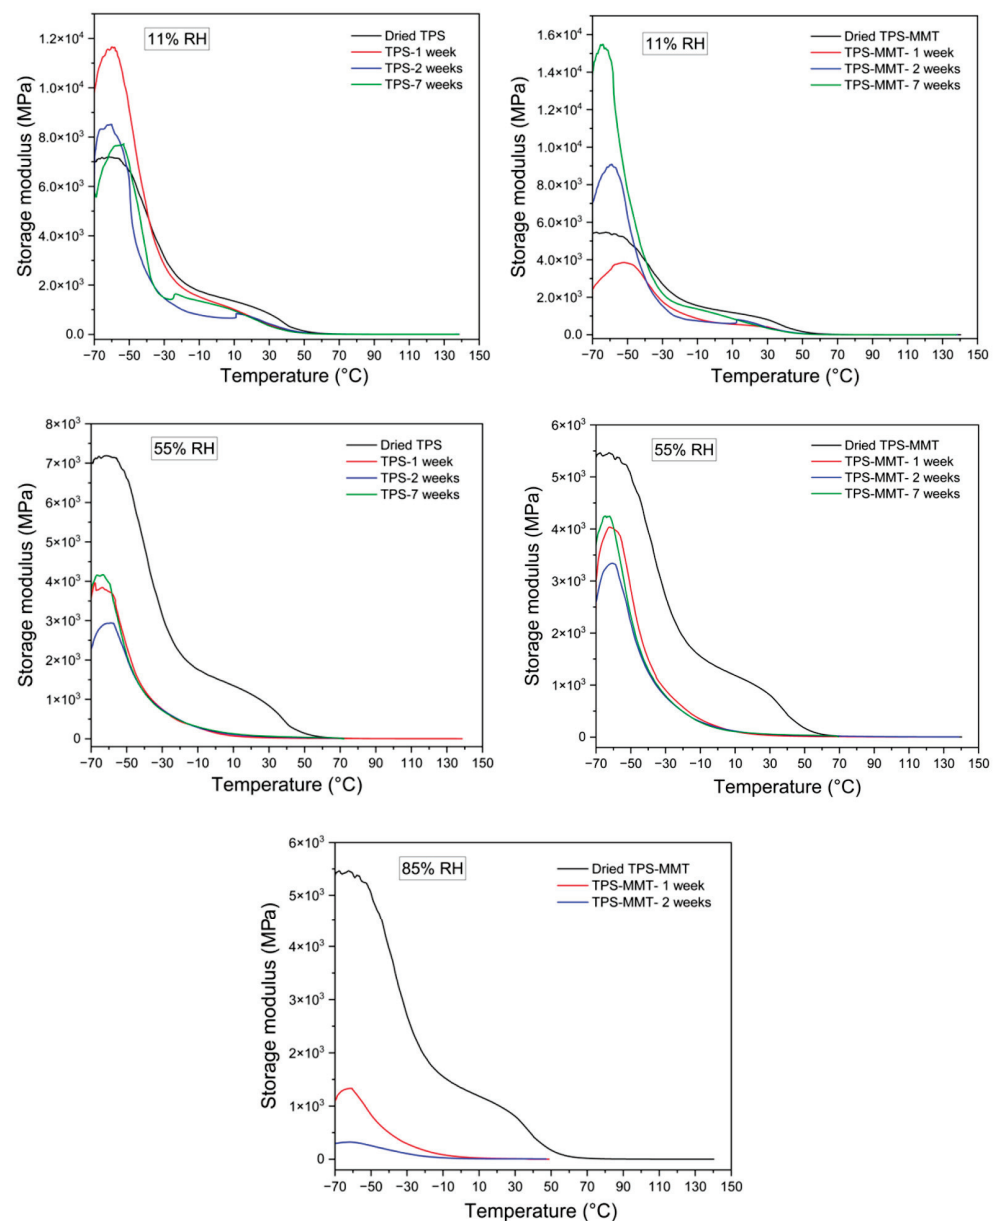 11% RH
Dried TPS
TPS-1 week
TPS-2 weeks
TPS-7 weeks
Storage modulus (MPa)
1.2×10⁴
1.0×10⁴
8.0×10³
6.0×10³
4.0×10³
2.0×10³
0.0
−70 −50 −30 −10 10 30 50 70 90 110 130 150
Temperature (°C)
11% RH
Dried TPS-MMT
TPS-MMT- 1 week
TPS-MMT- 2 weeks
TPS-MMT- 7 weeks
Storage modulus (MPa)
1.6×10⁴
1.4×10⁴
1.2×10⁴
1.0×10⁴
8.0×10³
6.0×10³
4.0×10³
2.0×10³
0.0
−70 −50 −30 −10 10 30 50 70 90 110 130 150
Temperature (°C)
55% RH
Dried TPS
TPS-1 week
TPS-2 weeks
TPS-7 weeks
Storage modulus (MPa)
8×10³
7×10³
6×10³
5×10³
4×10³
3×10³
2×10³
1×10³
0
−70 −50 −30 −10 10 30 50 70 90 110 130 150
Temperature (°C)
55% RH
Dried TPS-MMT
TPS-MMT- 1 week
TPS-MMT- 2 weeks
TPS-MMT- 7 weeks
Storage modulus (MPa)
6×10³
5×10³
4×10³
3×10³
2×10³
1×10³
0
−70 −50 −30 −10 10 30 50 70 90 110 130 150
Temperature (°C)
85% RH
Dried TPS-MMT
TPS-MMT- 1 week
TPS-MMT- 2 weeks
Storage modulus (MPa)
6×10³
5×10³
4×10³
3×10³
2×10³
1×10³
0
−70 −50 −30 −10 10 30 50 70 90 110 130 150
Temperature (°C)